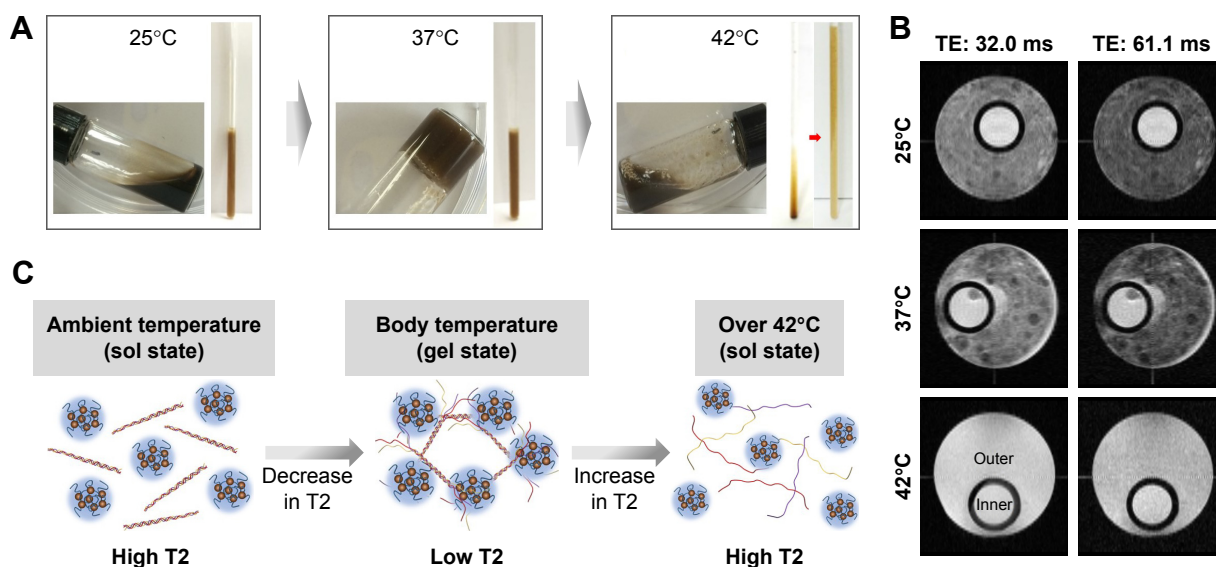 A
25°C
37°C
42°C
B
TE: 32.0 ms
TE: 61.1 ms
25°C
37°C
42°C
Outer
Inner
C
Ambient temperature
(sol state)
Body temperature
(gel state)
Over 42°C
(sol state)
Decrease
in T2
Increase
in T2
High T2
Low T2
High T2